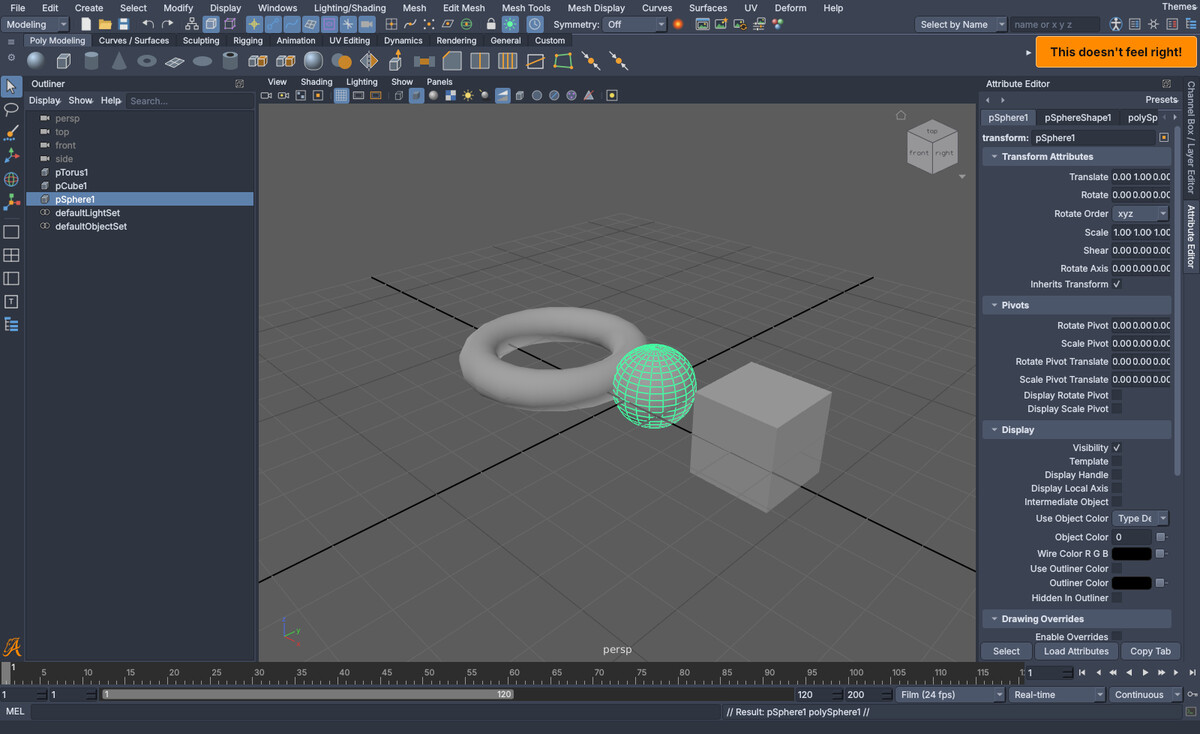 File Edit Create Select Modify Display Windows Lighting/Shading Mesh Edit Mesh Mesh Tools Mesh Display Curves Surfaces UV Deform Help
Themes
Modeling Symmetry: Off Select by Name name or x y z
Poly Modeling Curves / Surfaces Sculpting Rigging Animation UV Editing Dynamics Rendering General Custom
This doesn't feel right!
Outliner
Display Show Help Search...
persp
top
front
side
pTorus1
pCube1
pSphere1
defaultLightSet
defaultObjectSet
T
View Shading Lighting Show Panels
top
front right
persp
z
Y
Attribute Editor
Presets
pSphere1 pSphereShape1 polySp
transform: pSphere1
Transform Attributes
Translate 0.00 1.00 0.00
Rotate 0.00 0.00 0.00
Rotate Order xyz
Scale 1.00 1.00 1.00
Shear 0.00 0.00 0.00
Rotate Axis 0.00 0.00 0.00
Inherits Transform
Pivots
Rotate Pivot 0.00 0.00 0.00
Scale Pivot 0.00 0.00 0.00
Rotate Pivot Translate 0.00 0.00 0.00
Scale Pivot Translate 0.00 0.00 0.00
Display Rotate Pivot
Display Scale Pivot
Display
Visibility
Template
Display Handle
Display Local Axis
Intermediate Object
Use Object Color Type De
Object Color 0
Wire Color R G B
Use Outliner Color
Outliner Color
Hidden In Outliner
Drawing Overrides
Enable Overrides
Select Load Attributes Copy Tab
Channel Box / Layer Editor
Attribute Editor
1 5 10 15 20 25 30 35 40 45 50 55 60 65 70 75 80 85 90 95 100 105 110 115 1
1 1 1 120 120 200 Film (24 fps) Real-time Continuous
MEL // Result: pSphere1 polySphere1 //